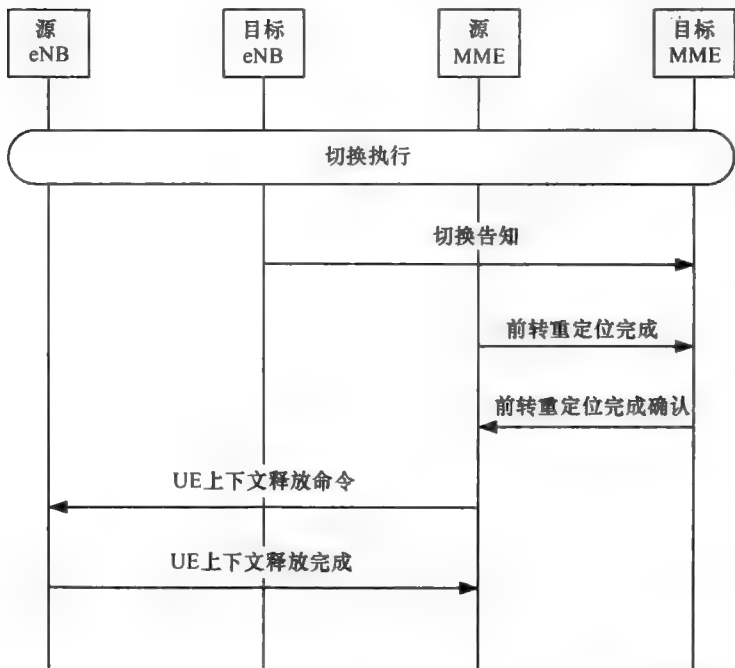 源
eNB
目标
eNB
源
MME
目标
MME
切换执行
切换告知
前转重定位完成
前转重定位完成确认
UE上下文释放命令
UE上下文释放完成